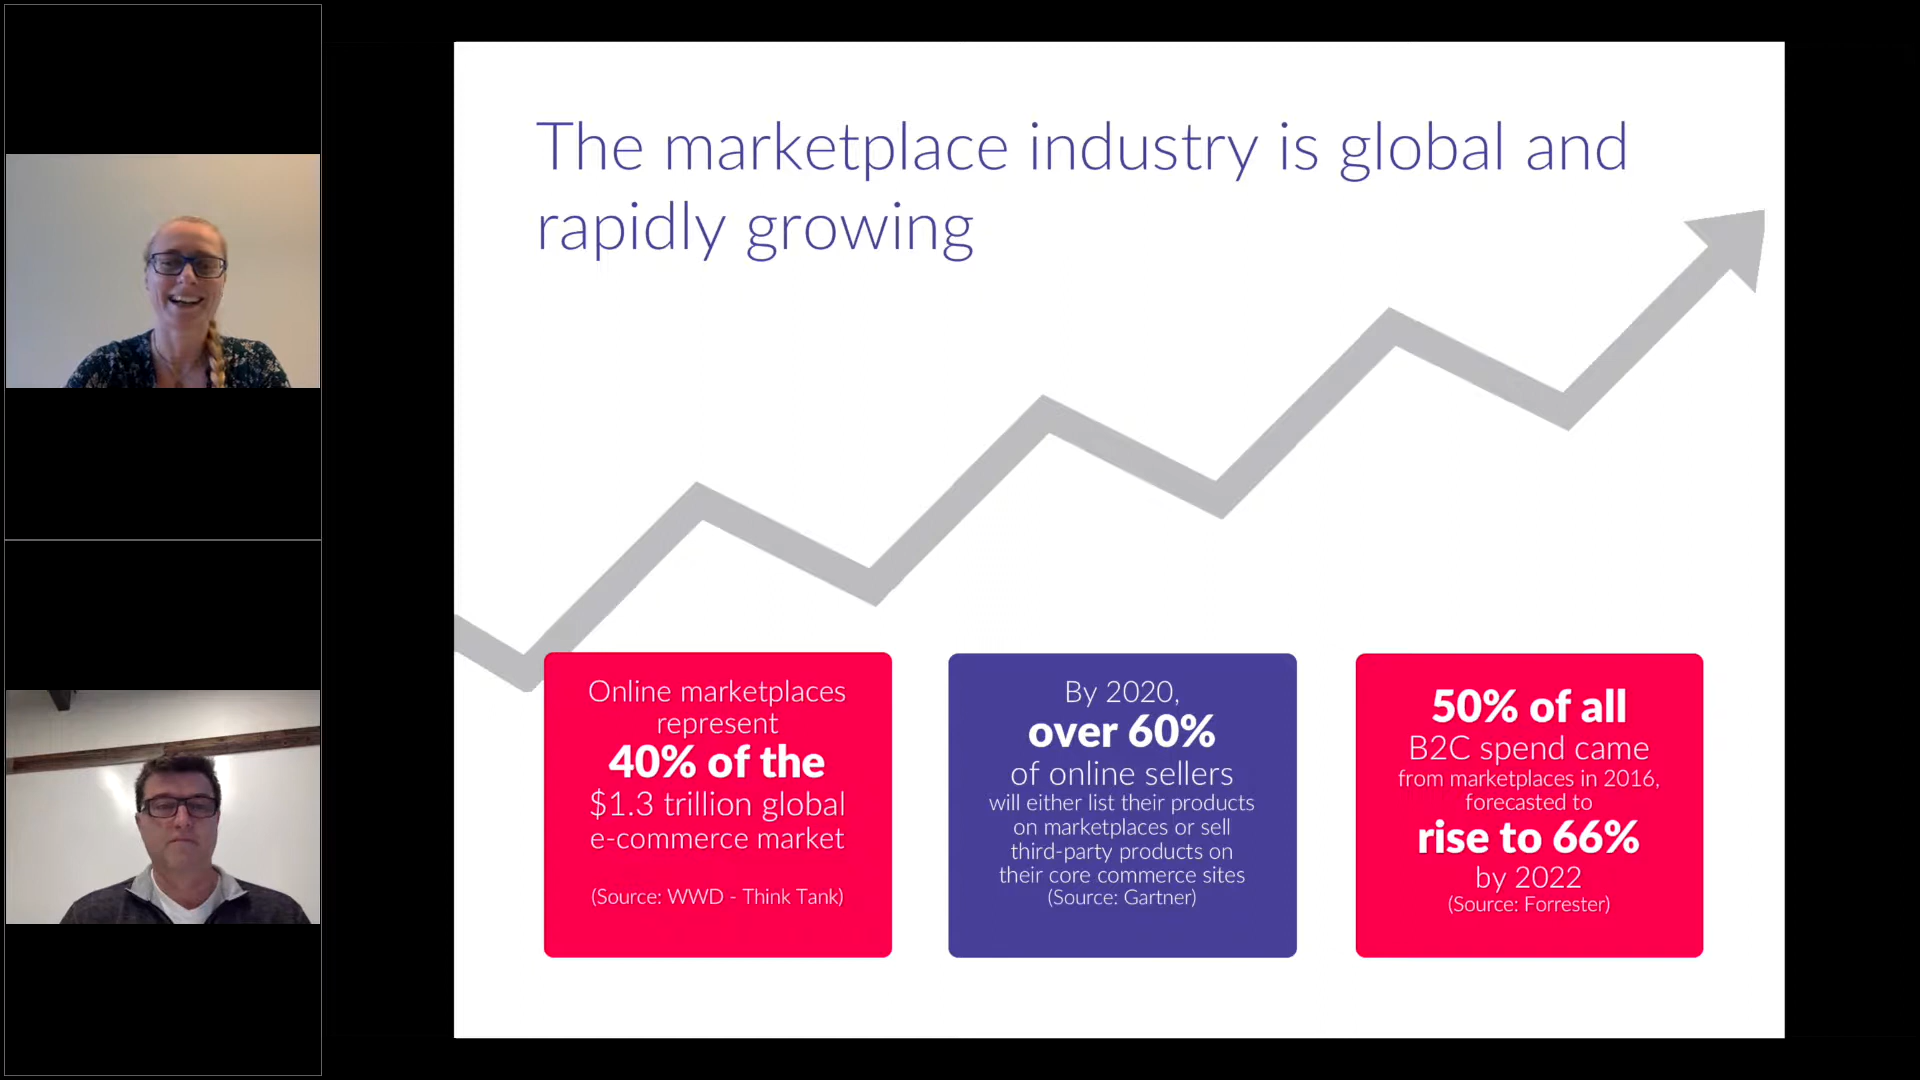 The marketplace industry is global and
rapidly growing
Online marketplaces
represent
40% of the
$1.3 trillion global
e-commerce market
(Source: WWD - Think Tank)
By 2020,
over 60%
of online sellers
will either list their products
on marketplaces or sell
third-party products on
their core commerce sites
(Source: Gartner)
50% of all
B2C spend came
from marketplaces in 2016,
forecasted to
rise to 66%
by 2022
(Source: Forrester)